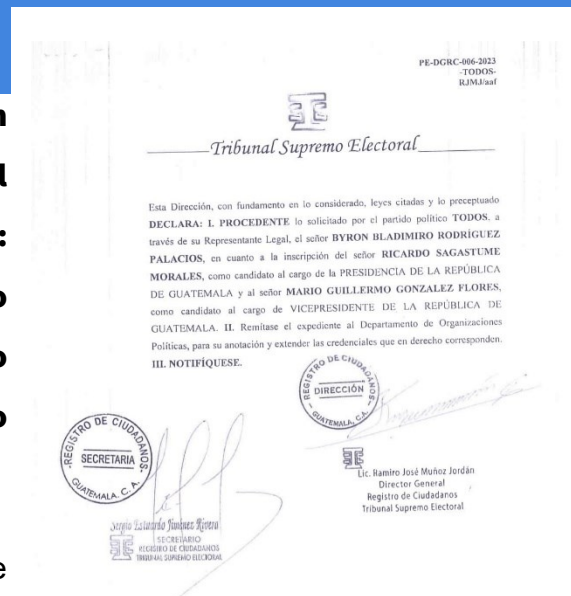 PE-DGRC-006-2023
-TODOS-
RJMJ/aaf
Tribunal Supremo Electoral
Esta Dirección, con fundamento en lo considerado, leyes citadas y lo preceptuado
DECLARA: I. PROCEDENTE lo solicitado por el partido político TODOS, a
través de su Representante Legal, el señor BYRON BLADIMIRO RODRÍGUEZ
PALACIOS, en cuanto a la inscripción del señor RICARDO SAGASTUME
MORALES, como candidato al cargo de la PRESIDENCIA DE LA REPÚBLICA
DE GUATEMALA y al señor MARIO GUILLERMO GONZALEZ FLORES,
como candidato al cargo de VICEPRESIDENTE DE LA REPÚBLICA DE
GUATEMALA. II. Remítase el expediente al Departamento de Organizaciones
Políticas, para su anotación y extender las credenciales que en derecho corresponden.
III. NOTIFÍQUESE.
REGISTRO DE CIUDADANOS
DIRECCIÓN
GUATEMALA, C.A.
REGISTRO DE CIUDADANOS
SECRETARIA
GUATEMALA, C.A.
Lic. Ramiro José Muñoz Jordán
Director General
Registro de Ciudadanos
Tribunal Supremo Electoral
Sergio Estuardo Jiménez Rivera
SECRETARIO
REGISTRO DE CIUDADANOS
TRIBUNAL SUPREMO ELECTORAL
n
l
:
o
o
o
e